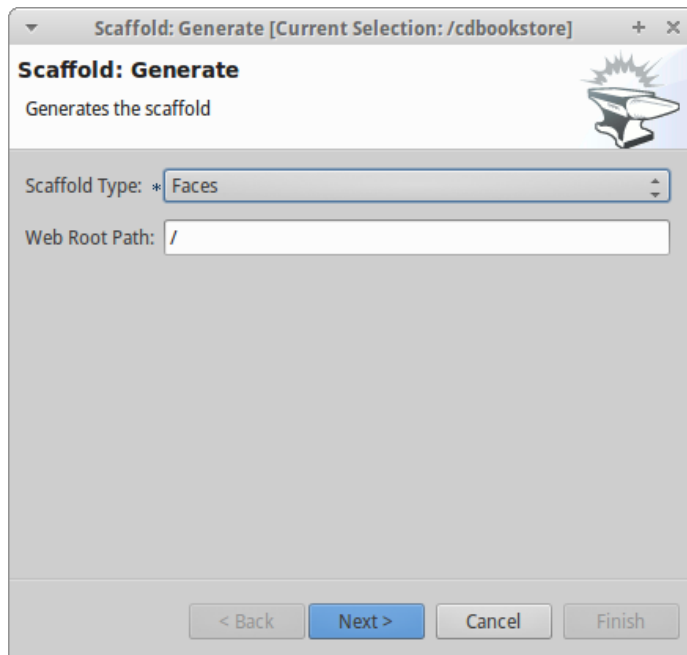 Scaffold: Generate [Current Selection: /cdbookstore]
Scaffold: Generate
Generates the scaffold
Scaffold Type: * Faces
Web Root Path: /
< Back Next > Cancel Finish